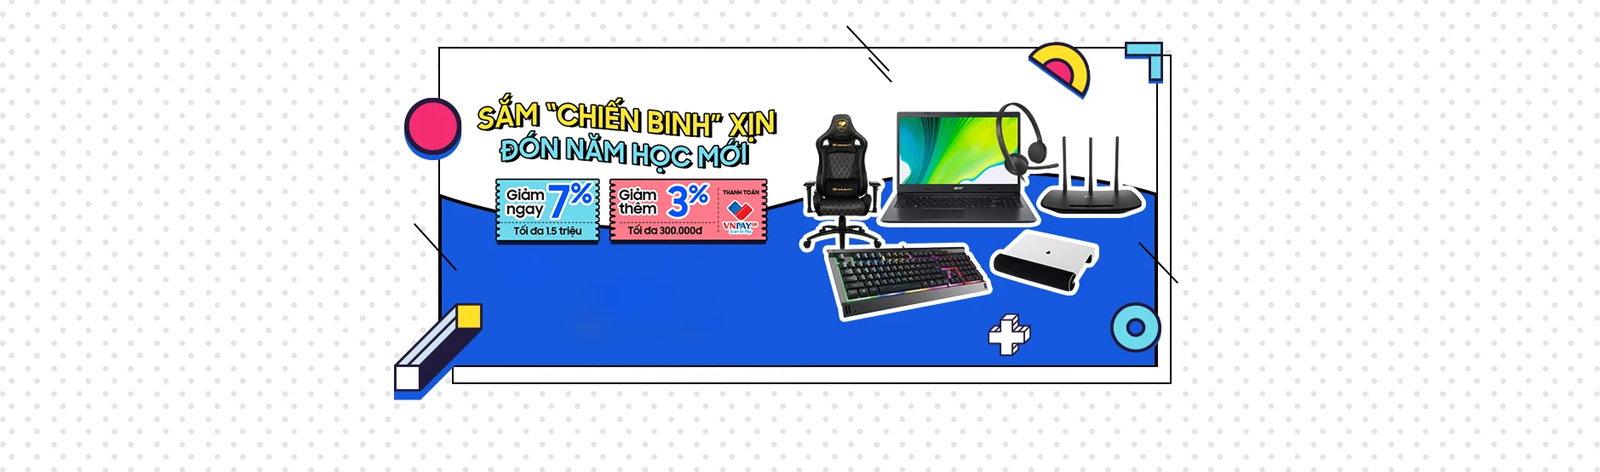 SẮM "CHIẾN BINH" XỊN
ĐÓN NĂM HỌC MỚI
Giảm ngay 7%
Tối đa 1.5 triệu
Giảm thêm 3%
Tối đa 300.000đ
THANH TOÁN
VNPAY
acer